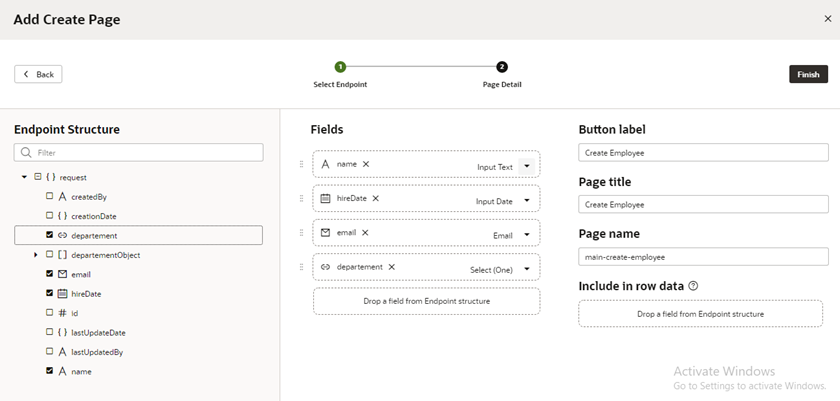 Add Create Page
Back
1
2
Select Endpoint
Page Detail
Finish
Endpoint Structure
Filter
{ } request
A createdBy
{ } creationDate
departement
[ ] departementObject
email
hireDate
# id
{ } lastUpdateDate
A lastUpdatedBy
A name
Fields
A name Input Text
hireDate Input Date
email Email
departement Select (One)
Drop a field from Endpoint structure
Button label
Create Employee
Page title
Create Employee
Page name
main-create-employee
Include in row data ?
Drop a field from Endpoint structure
Activate Windows
Go to Settings to activate Windows.